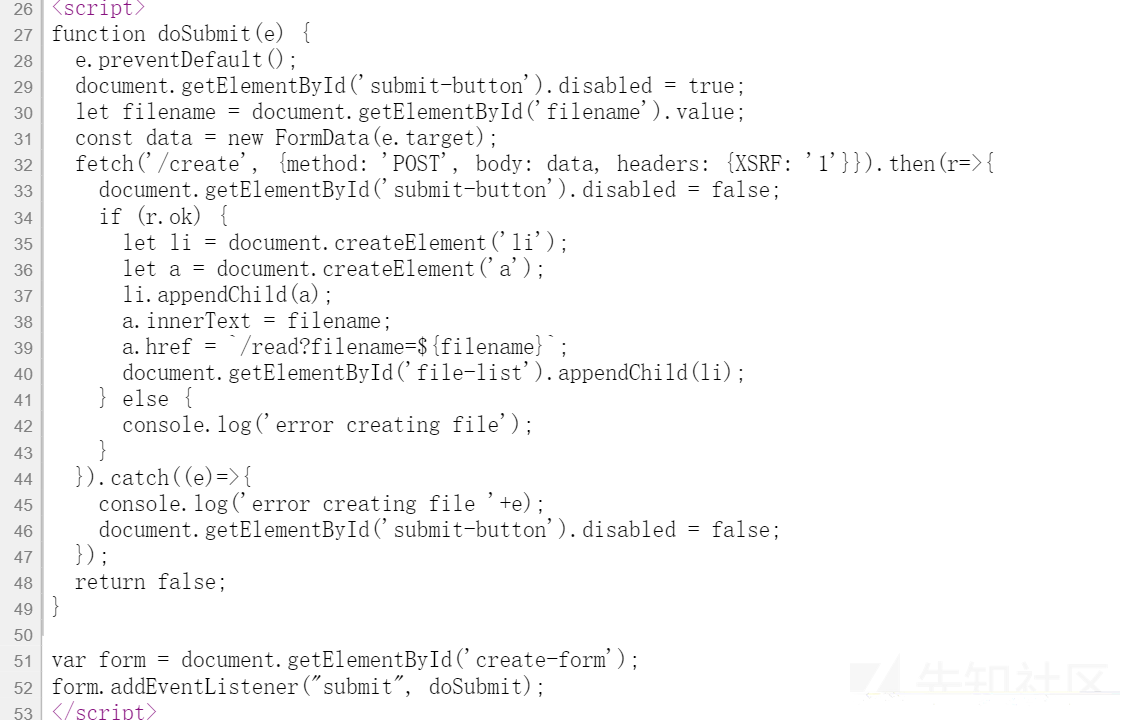 26 <script>
27 function doSubmit(e) {
28   e.preventDefault();
29   document.getElementById('submit-button').disabled = true;
30   let filename = document.getElementById('filename').value;
31   const data = new FormData(e.target);
32   fetch('/create', {method: 'POST', body: data, headers: {XSRF: '1'}}).then(r=>{
33     document.getElementById('submit-button').disabled = false;
34     if (r.ok) {
35       let li = document.createElement('li');
36       let a = document.createElement('a');
37       li.appendChild(a);
38       a.innerText = filename;
39       a.href = `/read?filename=${filename}`;
40       document.getElementById('file-list').appendChild(li);
41     } else {
42       console.log('error creating file');
43     }
44   }).catch((e)=>{
45     console.log('error creating file '+e);
46     document.getElementById('submit-button').disabled = false;
47   });
48   return false;
49 }
50
51 var form = document.getElementById('create-form');
52 form.addEventListener("submit", doSubmit);
53 </script>
先知社区